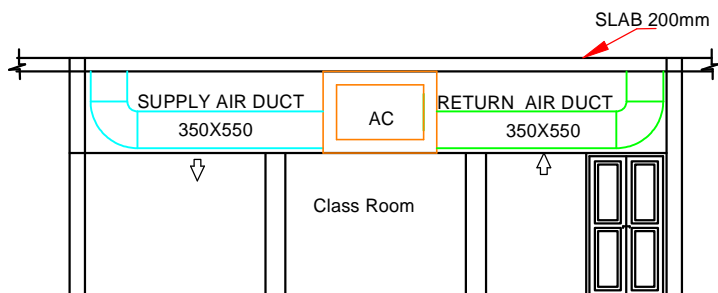 SLAB 200mm
SUPPLY AIR DUCT
RETURN AIR DUCT
350X550
AC
350X550
Class Room